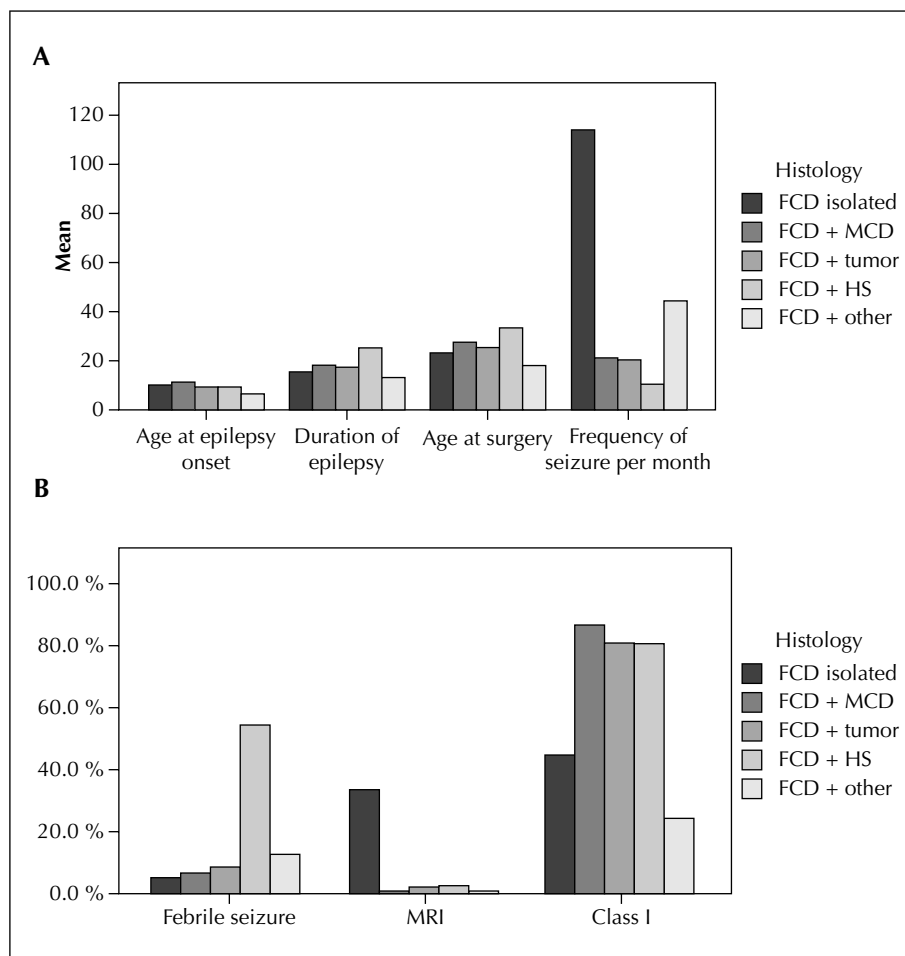 A
Mean
120
100
80
60
40
20
0
Age at epilepsy
onset
Duration of
epilepsy
Age at surgery
Frequency of
seizure per month
Histology
FCD isolated
FCD + MCD
FCD + tumor
FCD + HS
FCD + other
B
100.0 %
80.0 %
60.0 %
40.0 %
20.0 %
0.0 %
Febrile seizure
MRI
Class I
Histology
FCD isolated
FCD + MCD
FCD + tumor
FCD + HS
FCD + other